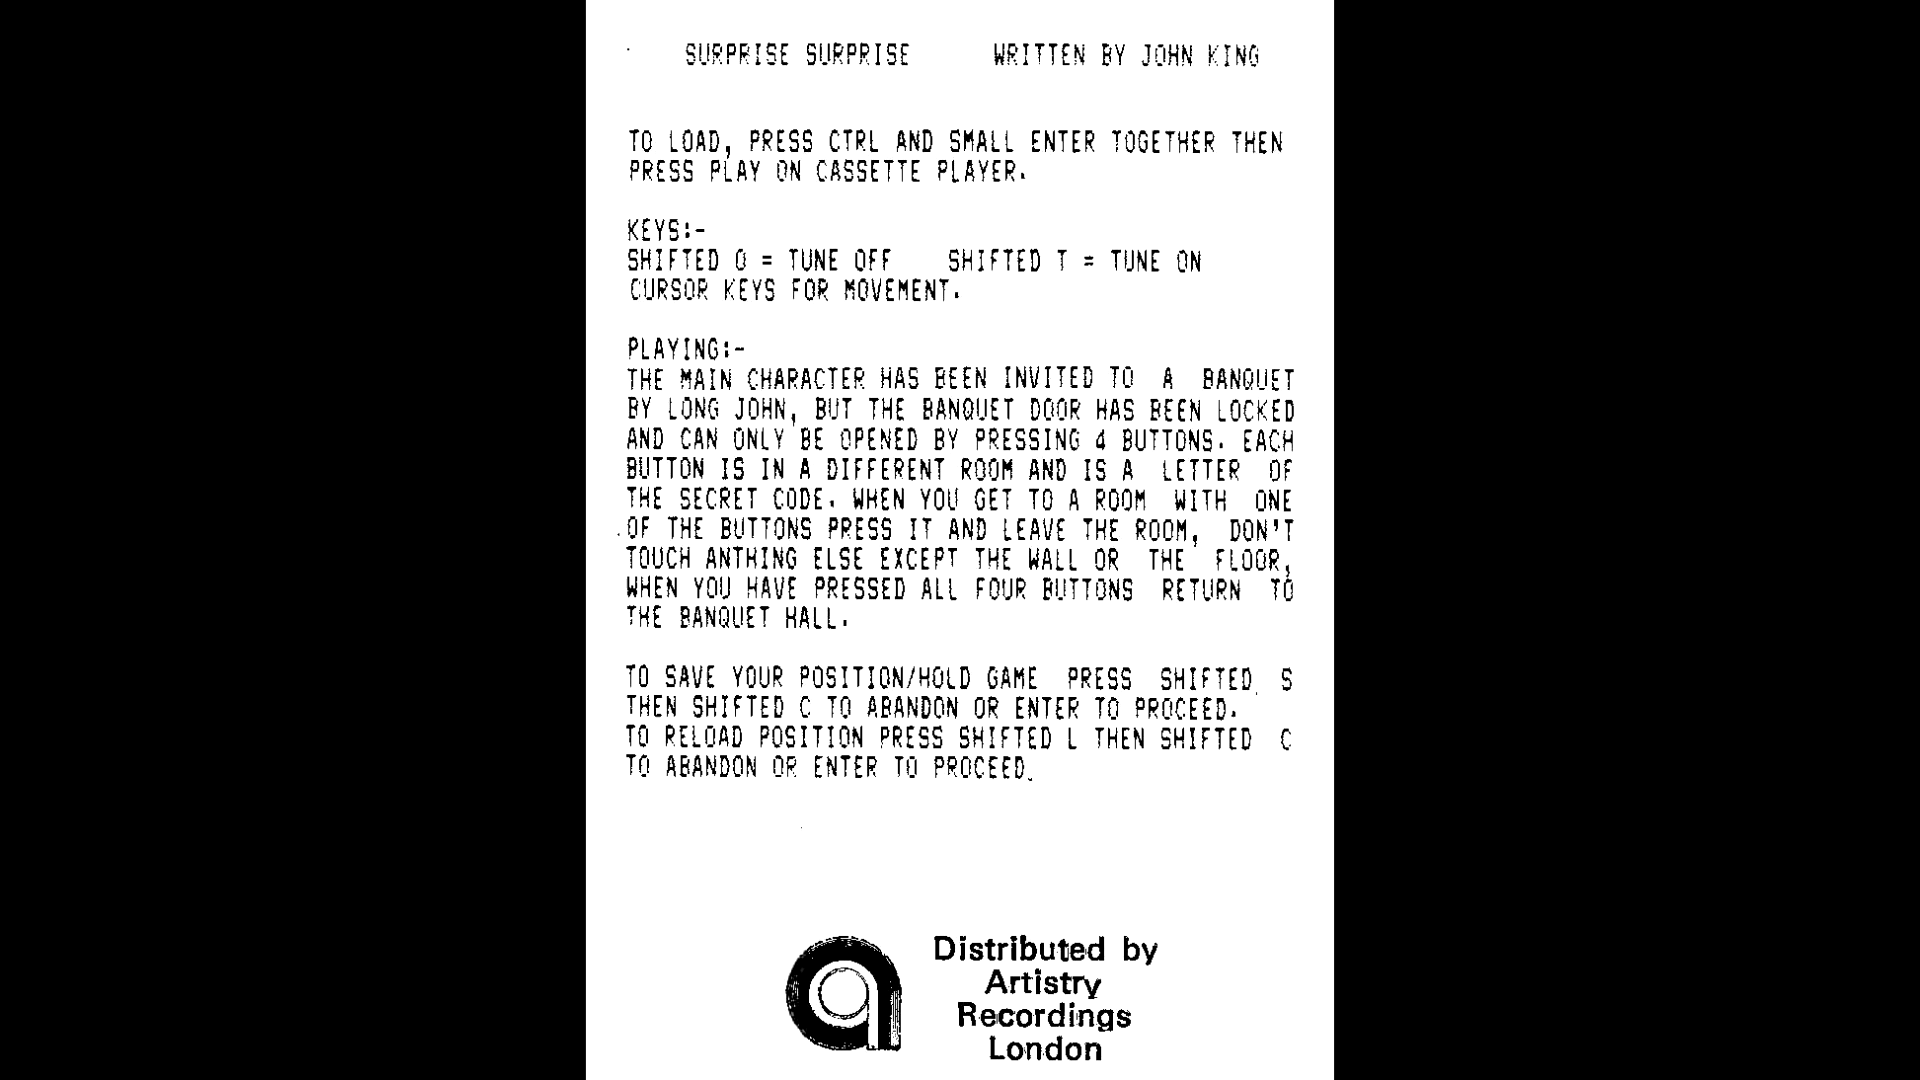 SURPRISE SURPRISE WRITTEN BY JOHN KING
TO LOAD, PRESS CTRL AND SMALL ENTER TOGETHER THEN
PRESS PLAY ON CASSETTE PLAYER.
KEYS:-
SHIFTED O = TUNE OFF SHIFTED T = TUNE ON
CURSOR KEYS FOR MOVEMENT.
PLAYING:-
THE MAIN CHARACTER HAS BEEN INVITED TO A BANQUET
BY LONG JOHN, BUT THE BANQUET DOOR HAS BEEN LOCKED
AND CAN ONLY BE OPENED BY PRESSING 4 BUTTONS. EACH
BUTTON IS IN A DIFFERENT ROOM AND IS A LETTER OF
THE SECRET CODE. WHEN YOU GET TO A ROOM WITH ONE
OF THE BUTTONS PRESS IT AND LEAVE THE ROOM, DON'T
TOUCH ANTHING ELSE EXCEPT THE WALL OR THE FLOOR,
WHEN YOU HAVE PRESSED ALL FOUR BUTTONS RETURN TO
THE BANQUET HALL.
TO SAVE YOUR POSITION/HOLD GAME PRESS SHIFTED S
THEN SHIFTED C TO ABANDON OR ENTER TO PROCEED.
TO RELOAD POSITION PRESS SHIFTED L THEN SHIFTED C
TO ABANDON OR ENTER TO PROCEED.
Distributed by
Artistry
Recordings
London